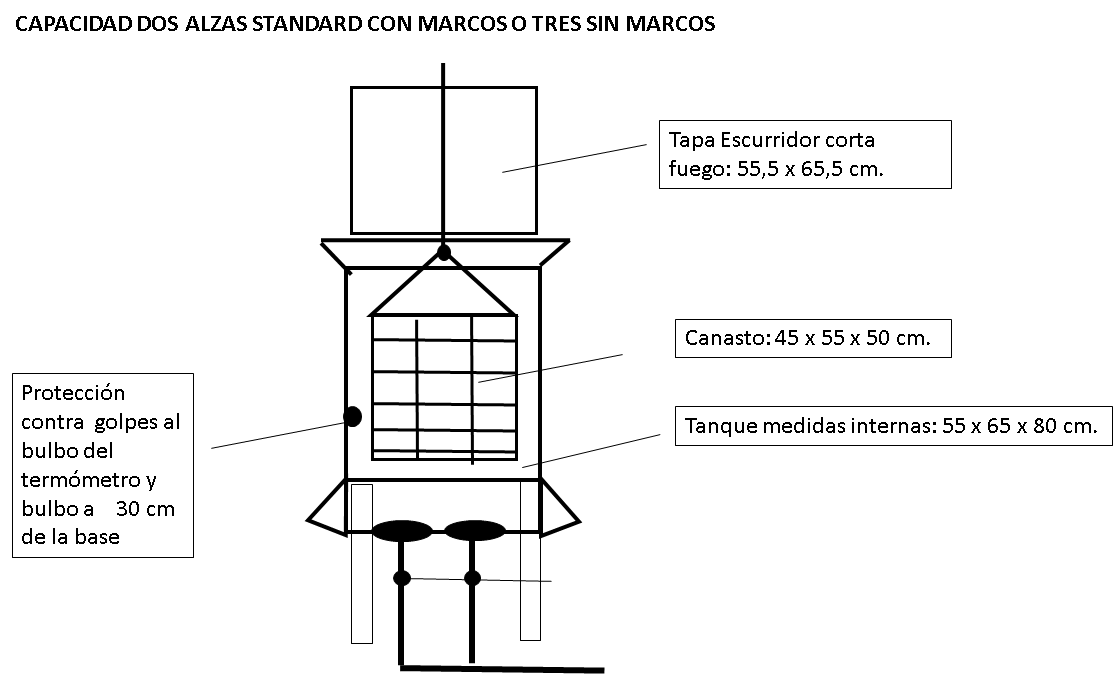 CAPACIDAD DOS ALZAS STANDARD CON MARCOS O TRES SIN MARCOS
Tapa Escurridor corta
fuego: 55,5 x 65,5 cm.
Canasto: 45 x 55 x 50 cm.
Protección
contra golpes al
bulbo del
termómetro y
bulbo a 30 cm
de la base
Tanque medidas internas: 55 x 65 x 80 cm.